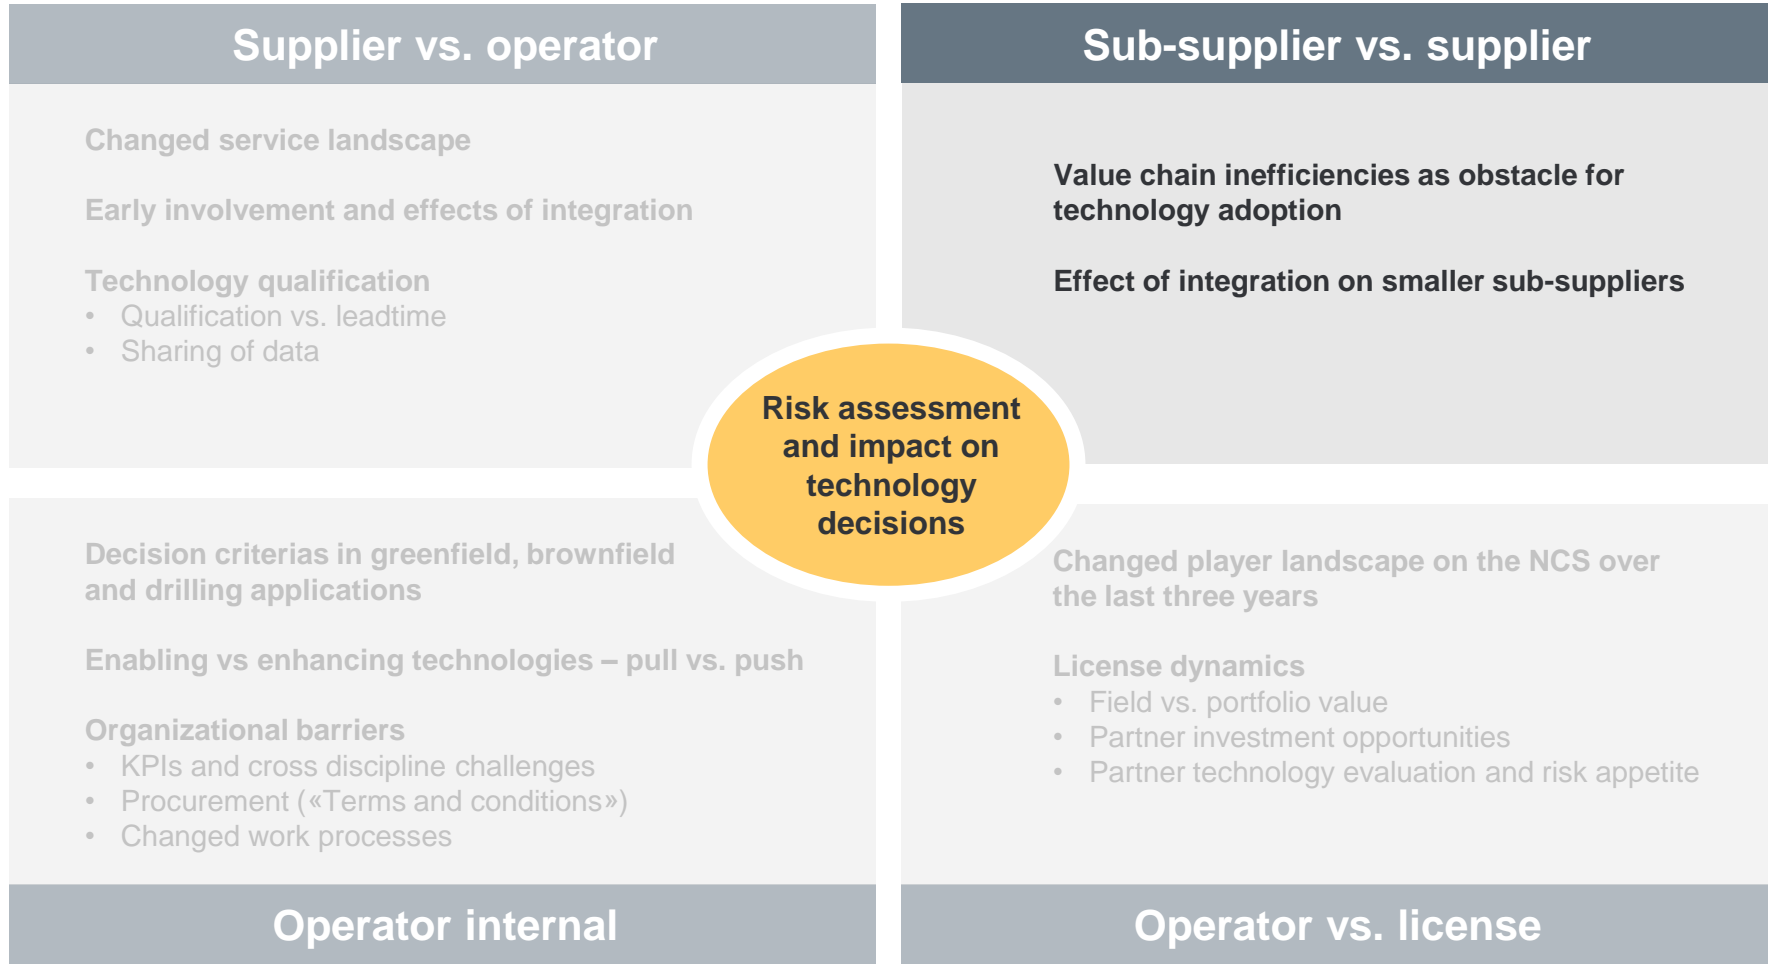 Supplier vs. operator
Changed service landscape
Early involvement and effects of integration
Technology qualification
• Qualification vs. leadtime
• Sharing of data
Sub-supplier vs. supplier
Value chain inefficiencies as obstacle for
technology adoption
Effect of integration on smaller sub-suppliers
Risk assessment
and impact on
technology
decisions
Decision criterias in greenfield, brownfield
and drilling applications
Enabling vs enhancing technologies – pull vs. push
Organizational barriers
• KPIs and cross discipline challenges
• Procurement («Terms and conditions»)
• Changed work processes
Operator internal
Changed player landscape on the NCS over
the last three years
License dynamics
• Field vs. portfolio value
• Partner investment opportunities
• Partner technology evaluation and risk appetite
Operator vs. license